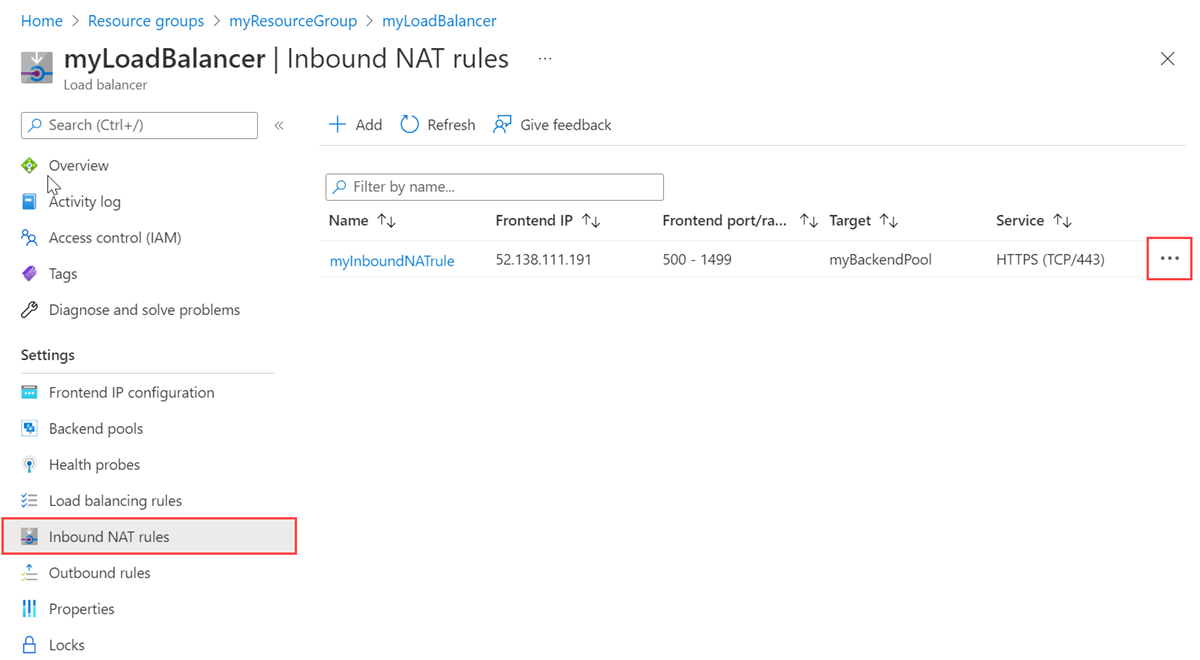 Home > Resource groups > myResourceGroup > myLoadBalancer
myLoadBalancer | Inbound NAT rules ...
Load balancer
Search (Ctrl+/) «
Add Refresh Give feedback
Overview
Activity log
Access control (IAM)
Tags
Diagnose and solve problems
Settings
Frontend IP configuration
Backend pools
Health probes
Load balancing rules
Inbound NAT rules
Outbound rules
Properties
Locks
Filter by name...
Name ↑↓ Frontend IP ↑↓ Frontend port/ra... ↑↓ Target ↑↓ Service ↑↓
myInboundNATrule 52.138.111.191 500 - 1499 myBackendPool HTTPS (TCP/443) ...